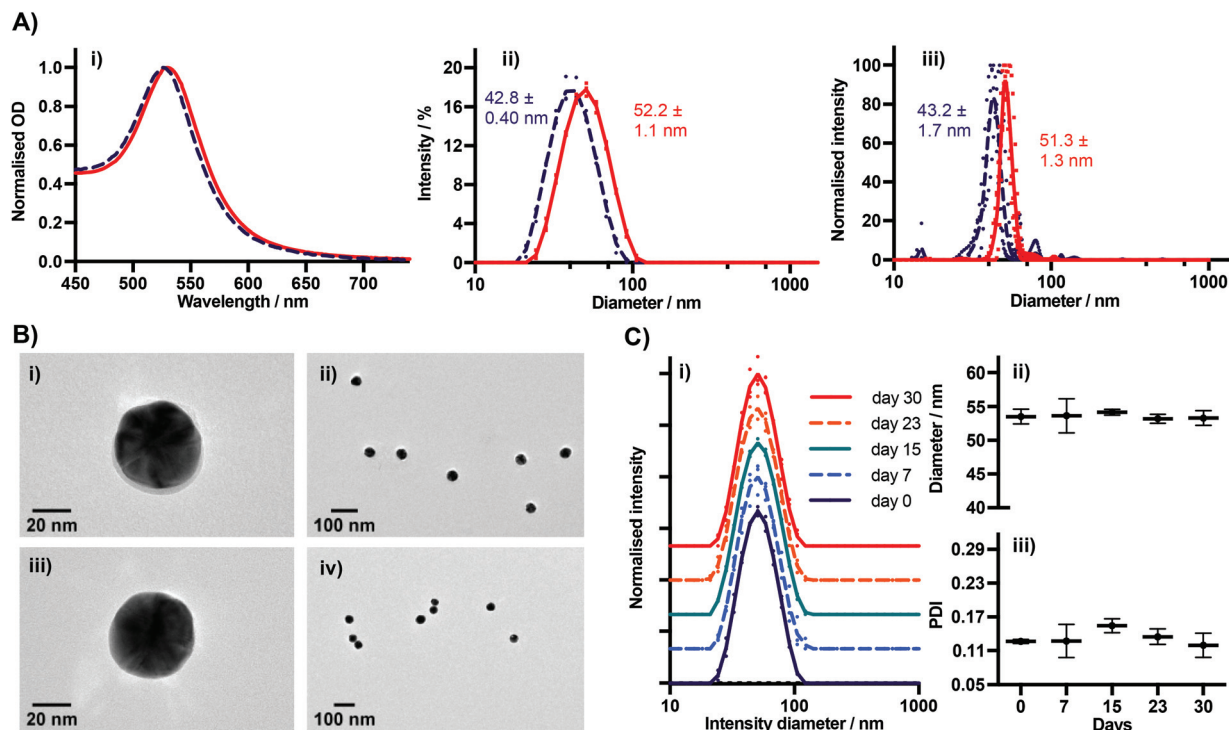 A)
i)
Normalised OD
1.0
0.8
0.6
0.4
0.2
0.0
450 500 550 600 650 700
Wavelength / nm
ii)
Intensity / %
20
16
12
8
4
0
42.8 ±
0.40 nm
52.2 ±
1.1 nm
10 100 1000
Diameter / nm
iii)
Normalised intensity
100
80
60
40
20
0
43.2 ±
1.7 nm
51.3 ±
1.3 nm
10 100 1000
Diameter / nm
B)
i)
20 nm
ii)
100 nm
iii)
20 nm
iv)
100 nm
C)
i)
Normalised intensity
day 30
day 23
day 15
day 7
day 0
10 100 1000
Intensity diameter / nm
ii)
Diameter / nm
60
55
50
45
40
iii)
PDI
0.29
0.23
0.17
0.11
0.05
0 7 15 23 30
Days